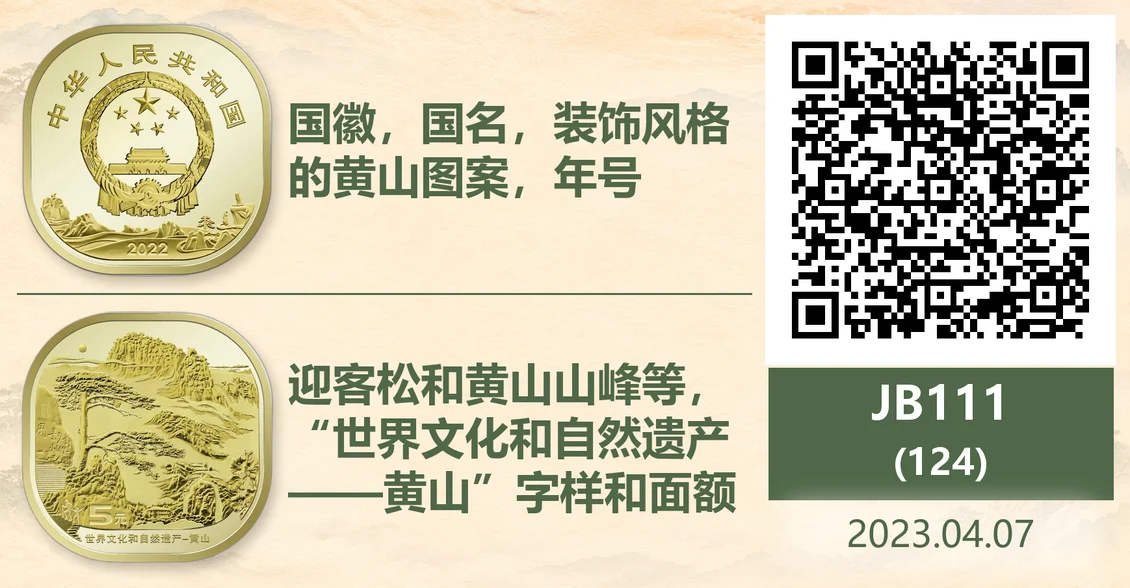 中华人民共和国
2022
国徽，国名，装饰风格
的黄山图案，年号
5元
世界文化和自然遗产-黄山
迎客松和黄山山峰等，
“世界文化和自然遗产
——黄山”字样和面额
JB111
(124)
2023.04.07